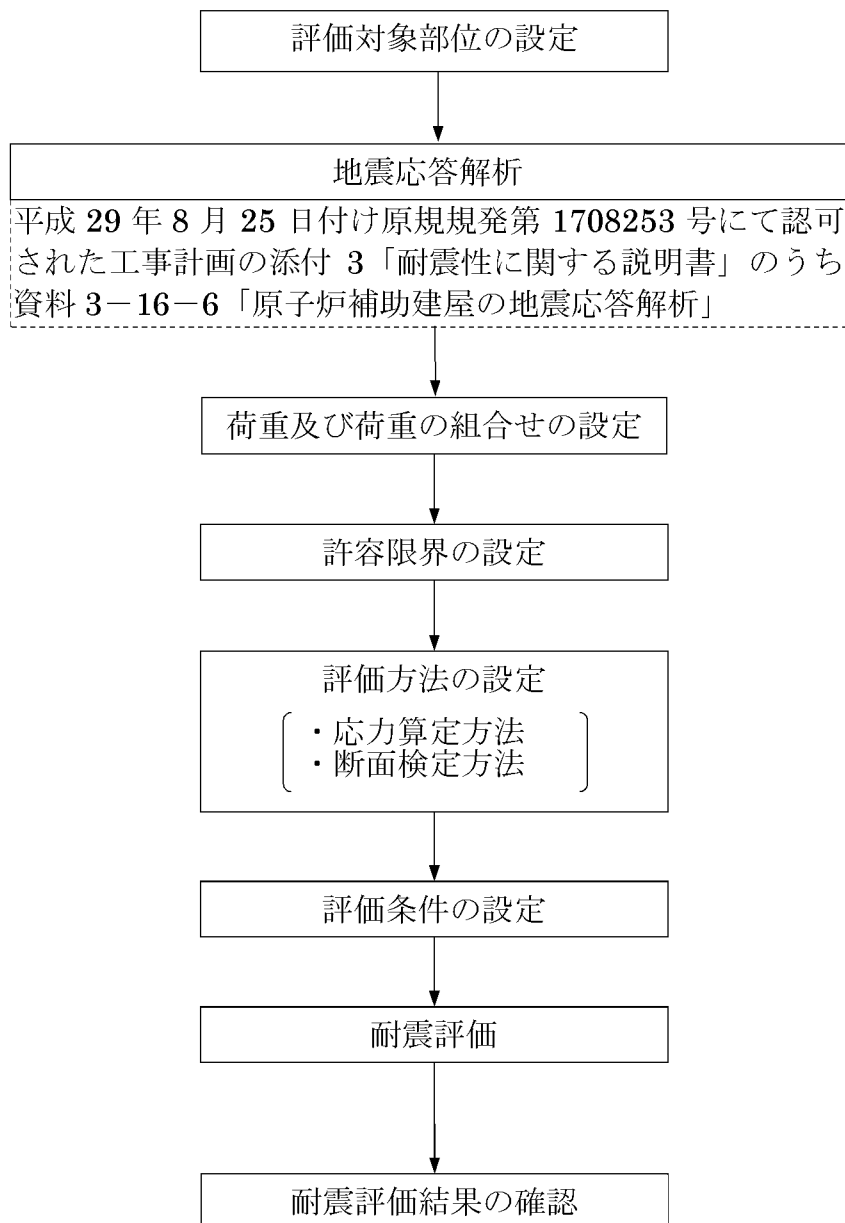 評価対象部位の設定
地震応答解析
平成 29 年 8 月 25 日付け原規規発第 1708253 号にて認可
された工事計画の添付 3「耐震性に関する説明書」のうち
資料 3－16－6「原子炉補助建屋の地震応答解析」
荷重及び荷重の組合せの設定
許容限界の設定
評価方法の設定
・応力算定方法
・断面検定方法
評価条件の設定
耐震評価
耐震評価結果の確認